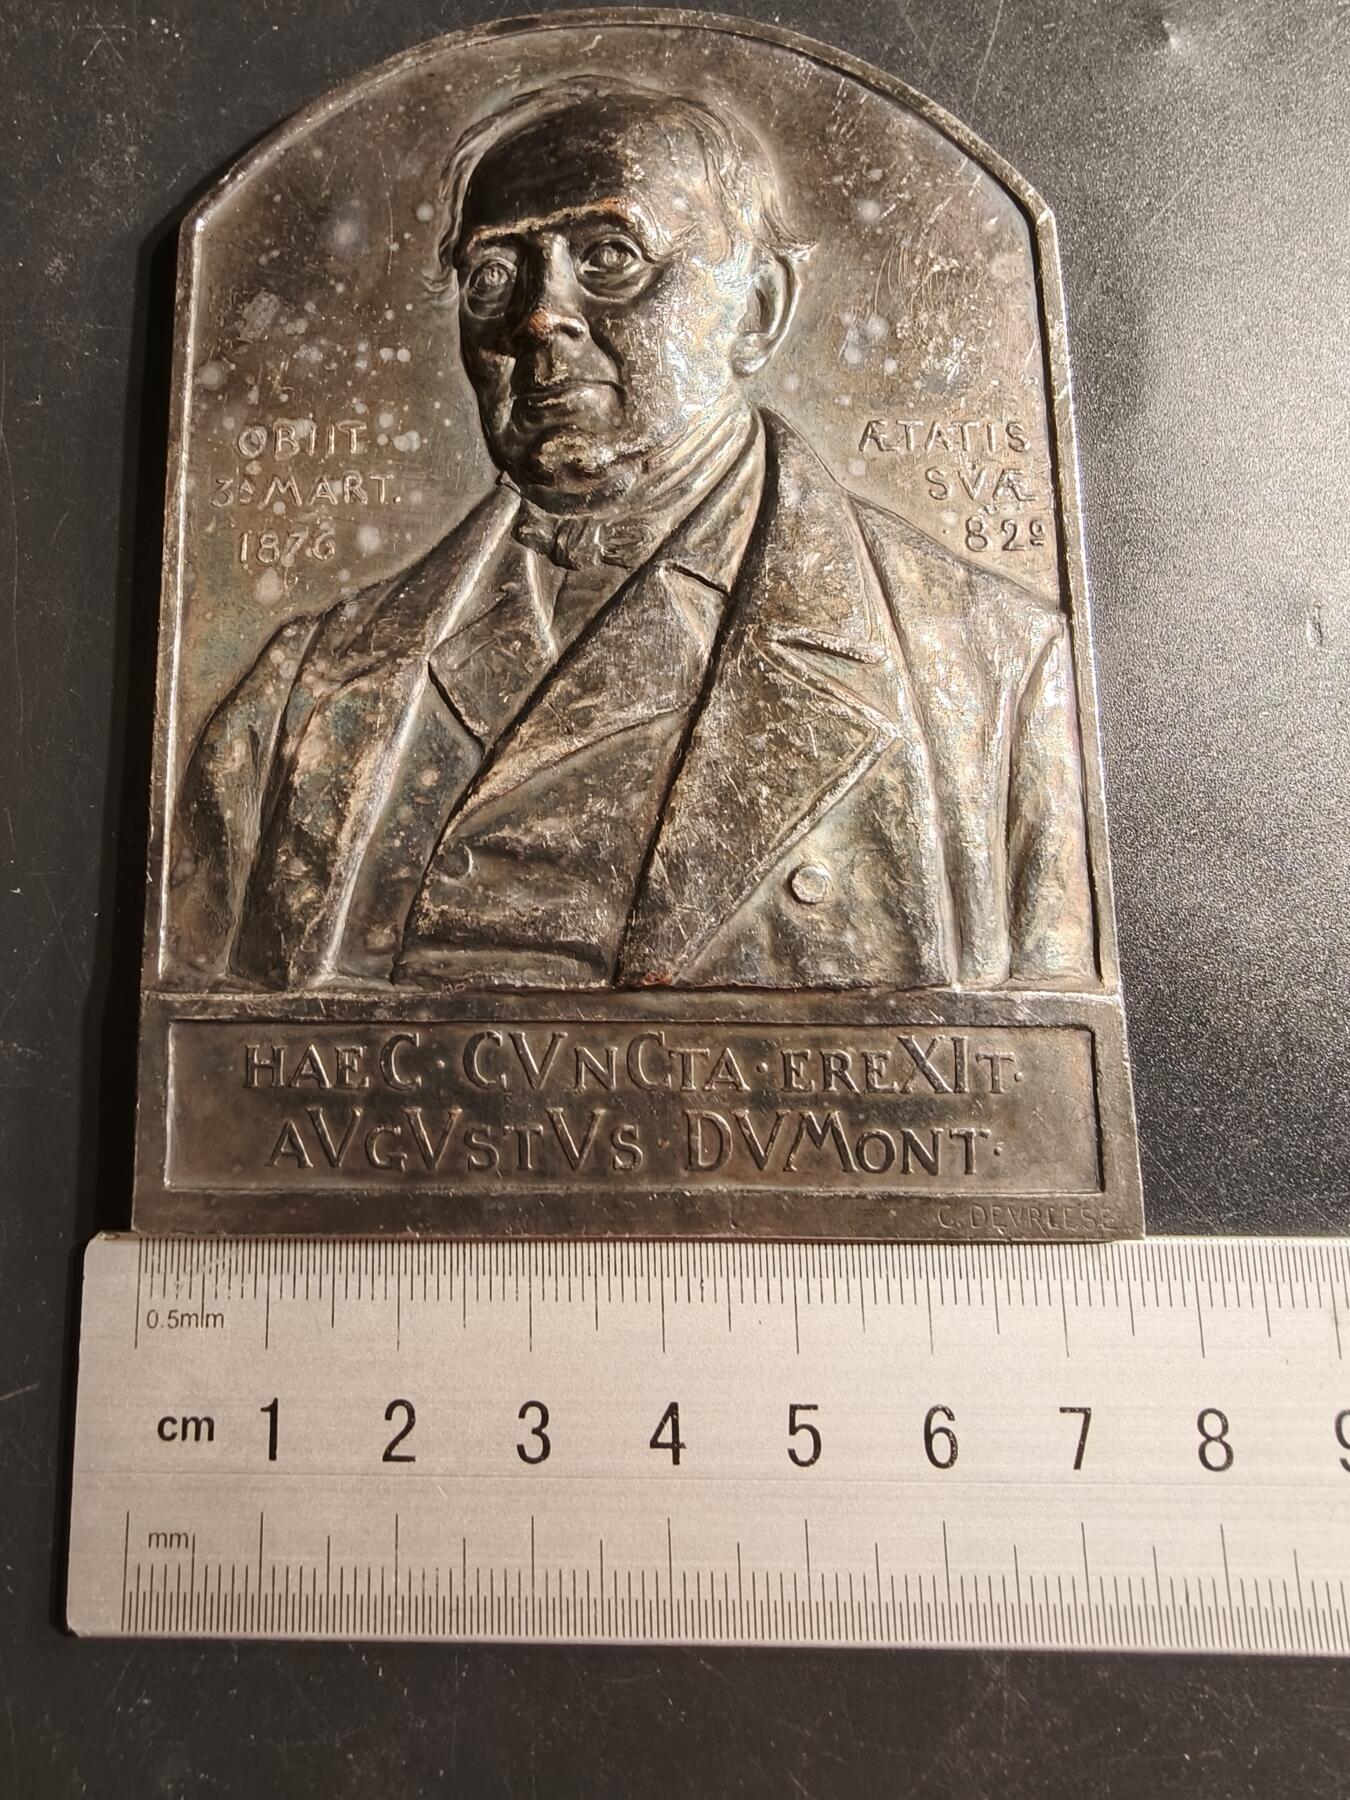 OBIIT
MART.
1876
ÆTATIS
SVÆ
82º
HAEC · CVNCTA · EREXIT ·
AVGVSTVS · DVMONT ·
C. DEVREESE
0.5mm
cm 1 2 3 4 5 6 7 8 9
mm